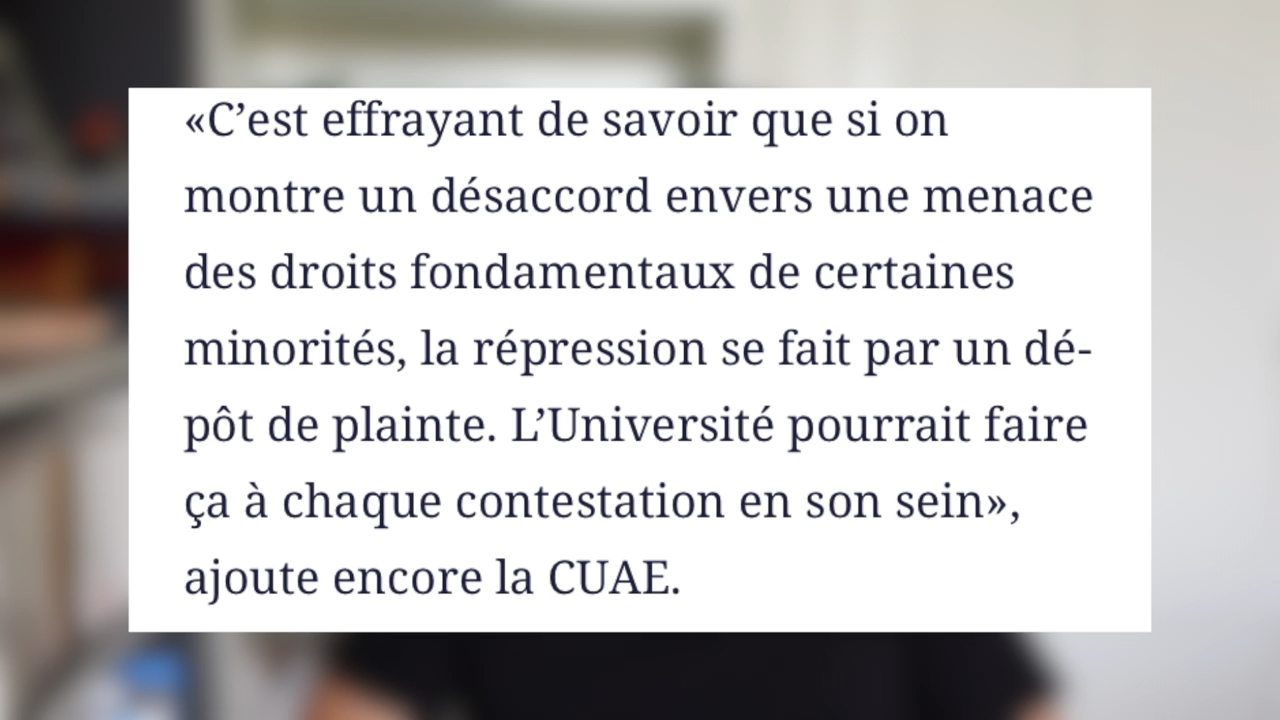 «C’est effrayant de savoir que si on
montre un désaccord envers une menace
des droits fondamentaux de certaines
minorités, la répression se fait par un dé-
pôt de plainte. L’Université pourrait faire
ça à chaque contestation en son sein»,
ajoute encore la CUAE.